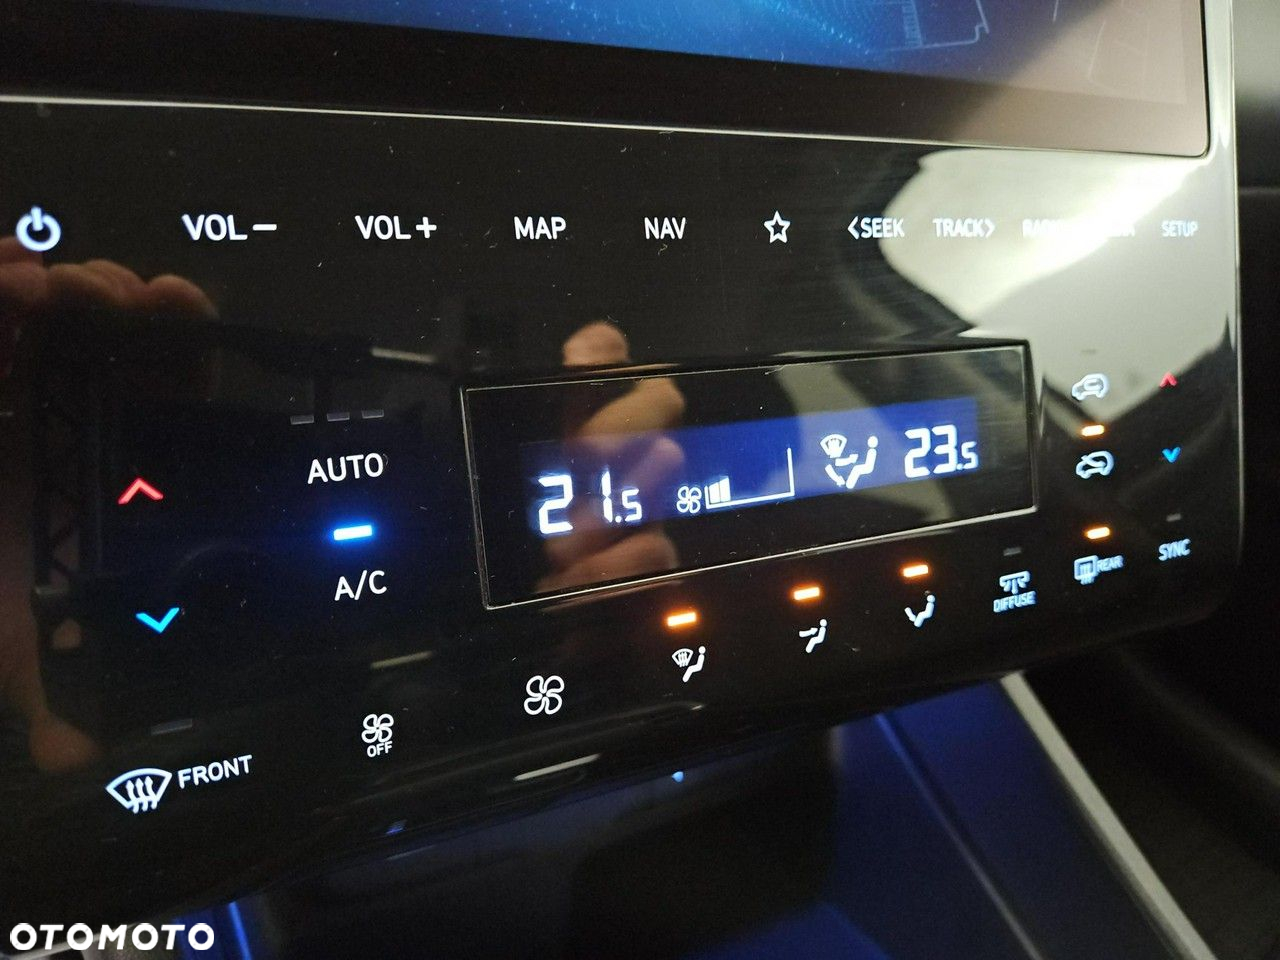 VOL− VOL+ MAP NAV ☆ <SEEK TRACK> SETUP
AUTO
21.5 23.5
A/C
REAR SYNC
DIFFUSE
OFF
FRONT
OTOMOTO